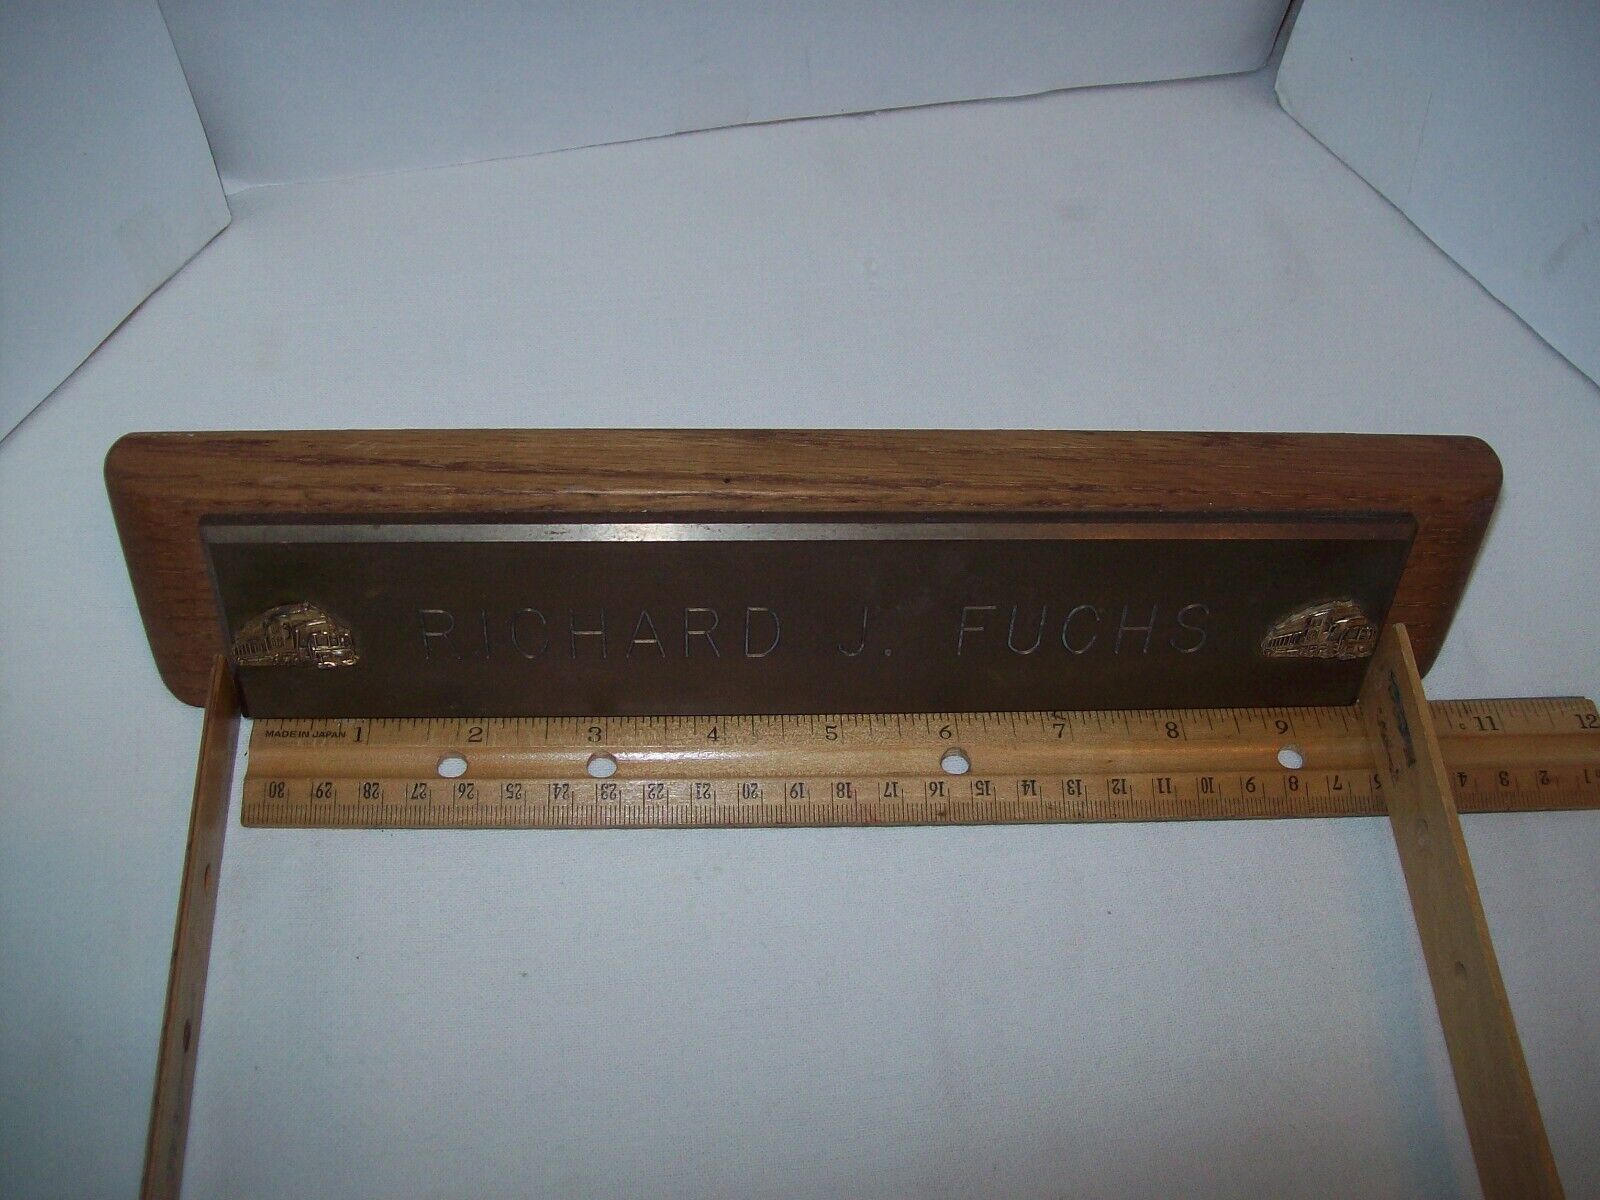 RICHARD J. FUCHS
MADE IN JAPAN 1 2 3 4 5 6 7 8 9 11 12
30 29 28 27 26 25 24 23 22 21 20 19 18 17 16 15 14 13 12 11 10 9 8 7 4 3 2 1